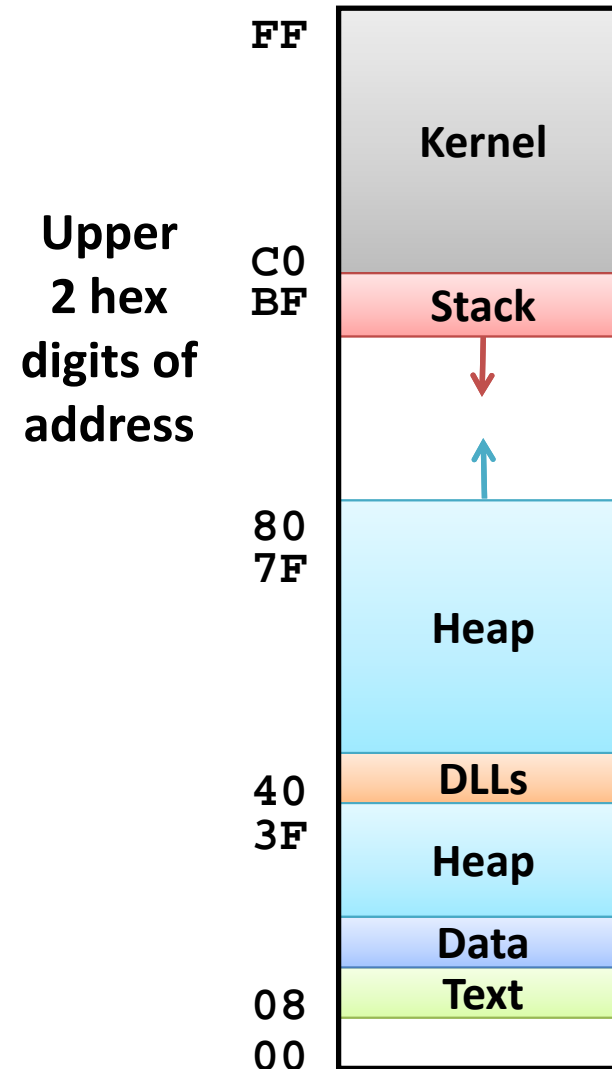 FF
Kernel
Upper
2 hex
digits of
address
C0
BF
Stack
80
7F
Heap
DLLs
40
3F
Heap
Data
Text
08
00